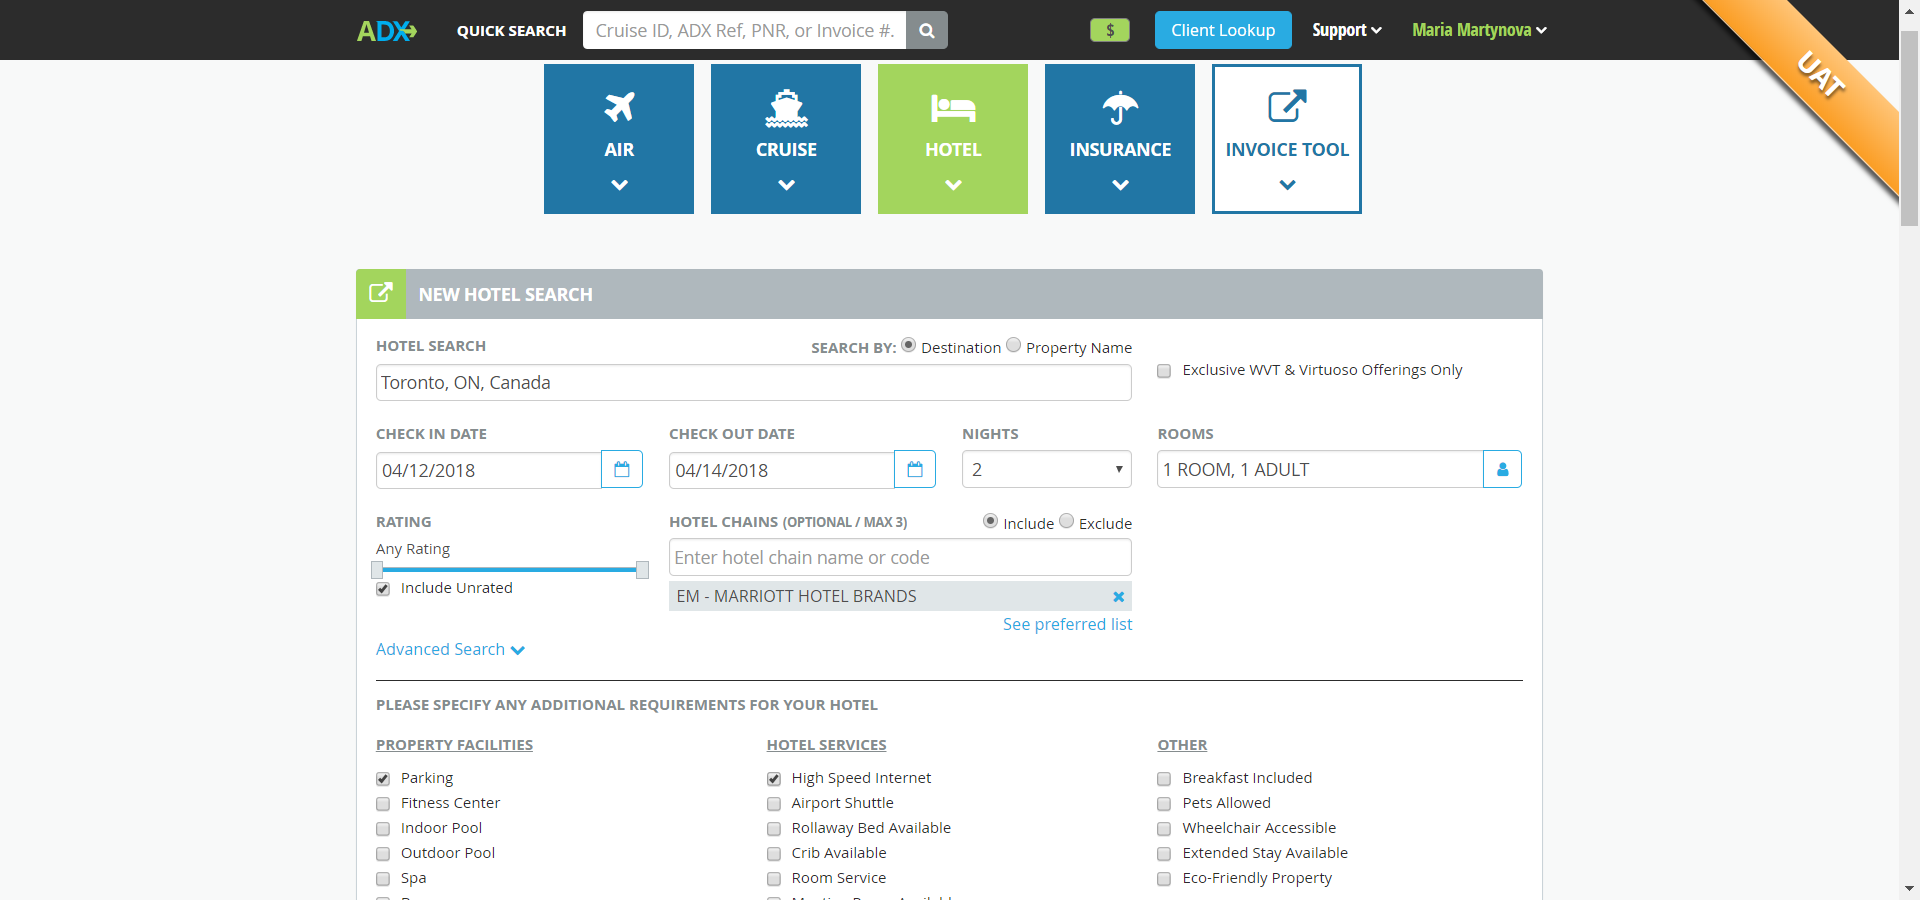 ADX
QUICK SEARCH
Cruise ID, ADX Ref, PNR, or Invoice #.
$
Client Lookup
Support
Maria Martynova
UAT
AIR
CRUISE
HOTEL
INSURANCE
INVOICE TOOL
NEW HOTEL SEARCH
HOTEL SEARCH
SEARCH BY: Destination Property Name
Toronto, ON, Canada
Exclusive WVT & Virtuoso Offerings Only
CHECK IN DATE
CHECK OUT DATE
NIGHTS
ROOMS
04/12/2018
04/14/2018
2
1 ROOM, 1 ADULT
RATING
HOTEL CHAINS (OPTIONAL / MAX 3)
Include Exclude
Any Rating
Enter hotel chain name or code
Include Unrated
EM - MARRIOTT HOTEL BRANDS
See preferred list
Advanced Search
PLEASE SPECIFY ANY ADDITIONAL REQUIREMENTS FOR YOUR HOTEL
PROPERTY FACILITIES
HOTEL SERVICES
OTHER
Parking
High Speed Internet
Breakfast Included
Fitness Center
Airport Shuttle
Pets Allowed
Indoor Pool
Rollaway Bed Available
Wheelchair Accessible
Outdoor Pool
Crib Available
Extended Stay Available
Spa
Room Service
Eco-Friendly Property